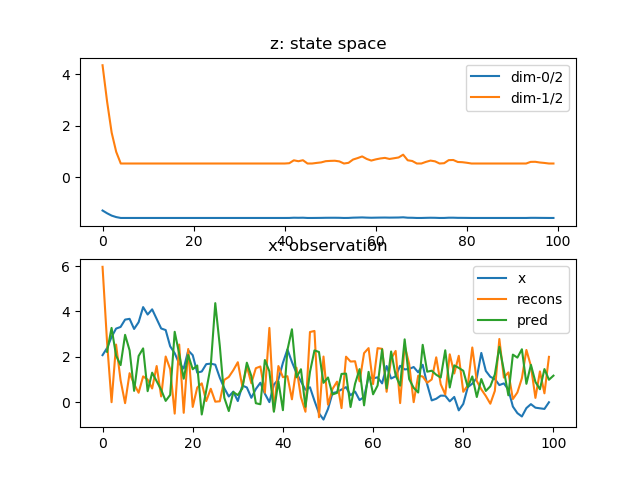 z: state space
4
2
0
dim-0/2
dim-1/2
0 20 40 60 80 100
x: observation
6
4
2
0
x
recons
pred
0 20 40 60 80 100